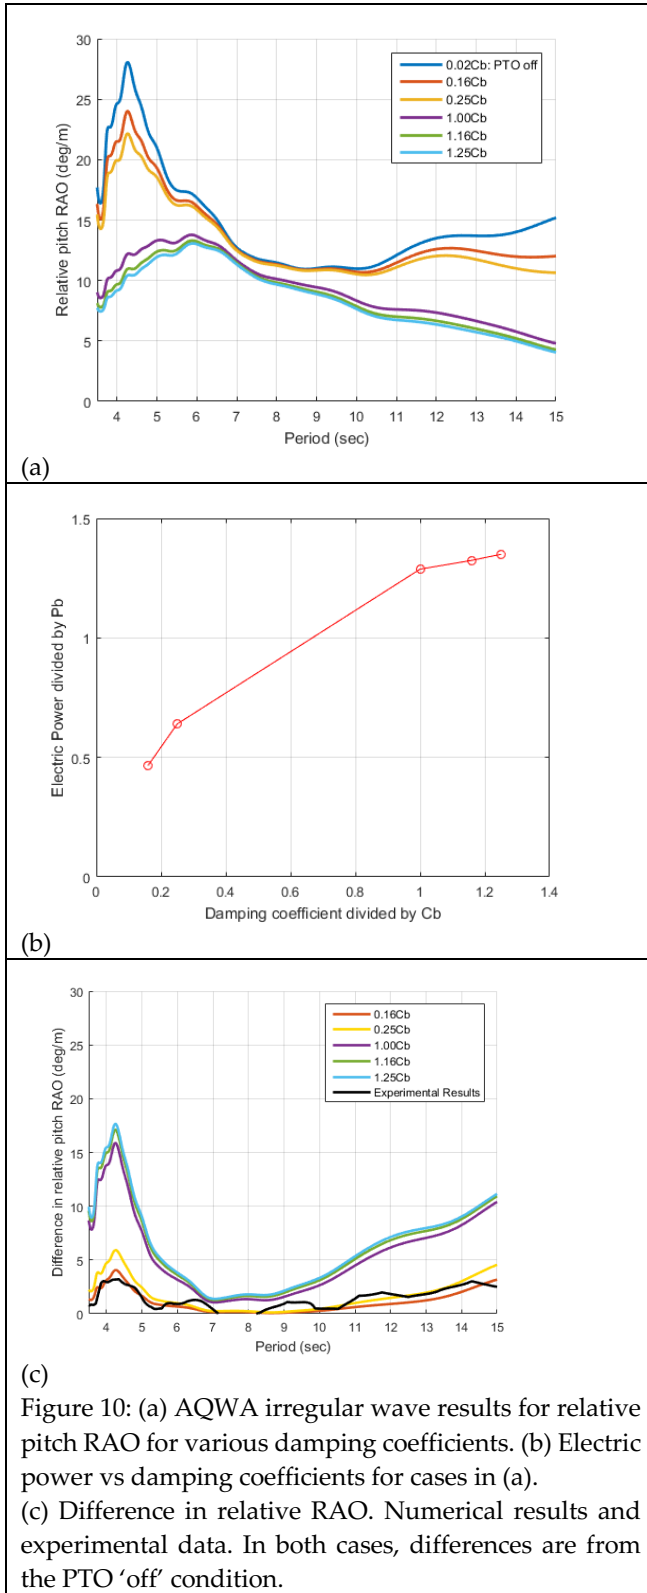 30
25
20
15
10
5
0
Relative pitch RAO (deg/m)
0.02Cb: PTO off
0.16Cb
0.25Cb
1.00Cb
1.16Cb
1.25Cb
4 5 6 7 8 9 10 11 12 13 14 15
Period (sec)
(a)
1.5
1
0.5
0
Electric Power divided by Pb
0 0.2 0.4 0.6 0.8 1 1.2 1.4
Damping coefficient divided by Cb
(b)
30
25
20
15
10
5
0
Difference in relative pitch RAO (deg/m)
0.16Cb
0.25Cb
1.00Cb
1.16Cb
1.25Cb
Experimental Results
4 5 6 7 8 9 10 11 12 13 14 15
Period (sec)
(c)
Figure 10: (a) AQWA irregular wave results for relative
pitch RAO for various damping coefficients. (b) Electric
power vs damping coefficients for cases in (a).
(c) Difference in relative RAO. Numerical results and
experimental data. In both cases, differences are from
the PTO ‘off’ condition.